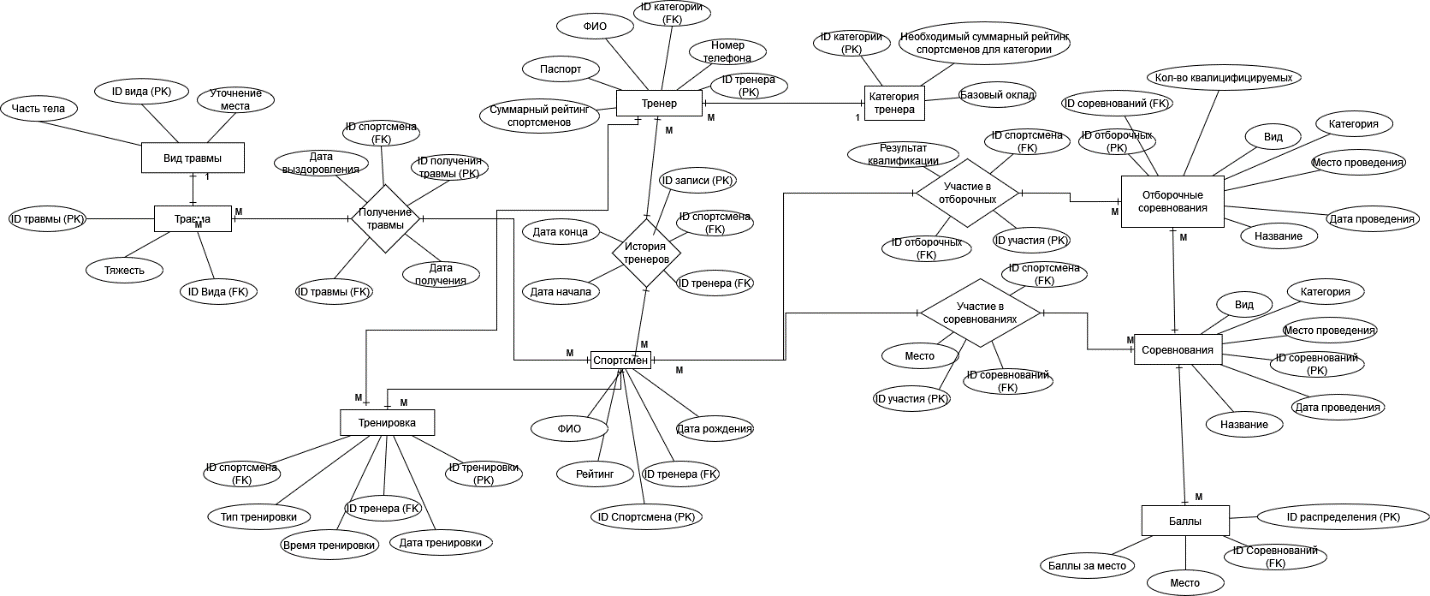 ID категории
(FK)
ФИО
Номер
телефона
Паспорт
ID тренера
(PK)
Суммарный рейтинг
спортсменов
Тренер
M
M
1
ID категории
(PK)
Необходимый суммарный рейтинг
спортсменов для категории
Базовый оклад
Категория
тренера
Часть тела
ID вида (PK)
Уточнение
места
Вид травмы
1
Травма
M
M
ID травмы (PK)
Тяжесть
ID Вида (FK)
ID спортсмена
(FK)
Дата
выздоровления
ID получения
травмы (PK)
Получение
травмы
ID травмы (FK)
Дата
получения
ID записи (PK)
ID спортсмена
(FK)
Дата конца
История
тренеров
Дата начала
ID тренера (FK)
Результат
квалификации
ID спортсмена
(FK)
Участие в
отборочных
ID отборочных
(FK)
ID участия (PK)
Кол-во квалицифицируемых
ID соревнований (FK)
ID отборочных
(PK)
Вид
Категория
Место проведения
Дата проведения
Название
Отборочные
соревнования
M
M
ID спортсмена
(FK)
Участие в
соревнованиях
Место
ID участия (PK)
ID соревнований
(FK)
Вид
Категория
Место проведения
ID соревнований
(PK)
Дата проведения
Название
M
Соревнования
M
M
M
Спортсмен
ФИО
Дата рождения
Рейтинг
ID тренера (FK)
ID Спортсмена (PK)
M
M
Тренировка
ID спортсмена
(FK)
ID тренировки
(PK)
Тип тренировки
ID тренера (FK)
Время тренировки
Дата тренировки
M
Баллы
ID распределения (PK)
ID Соревнований
(FK)
Баллы за место
Место